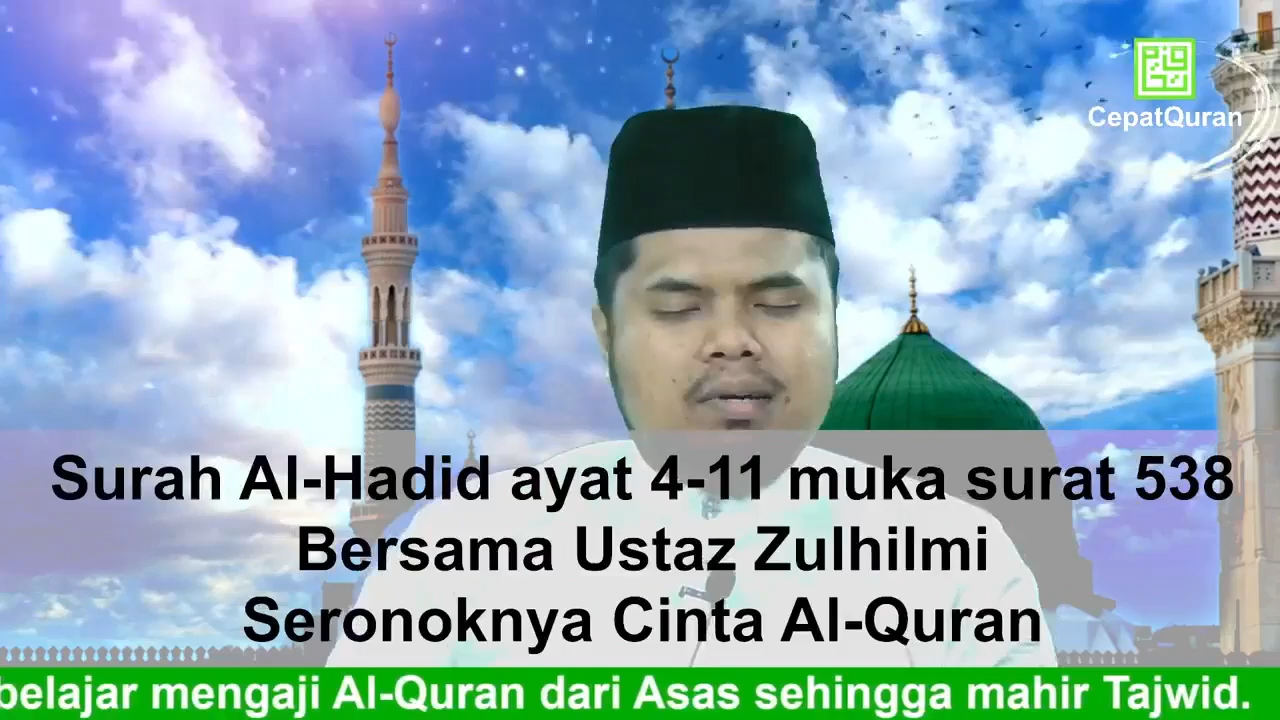 CepatQuran
Surah Al-Hadid ayat 4-11 muka surat 538
Bersama Ustaz Zulhilmi
Seronoknya Cinta Al-Quran
belajar mengaji Al-Quran dari Asas sehingga mahir Tajwid.